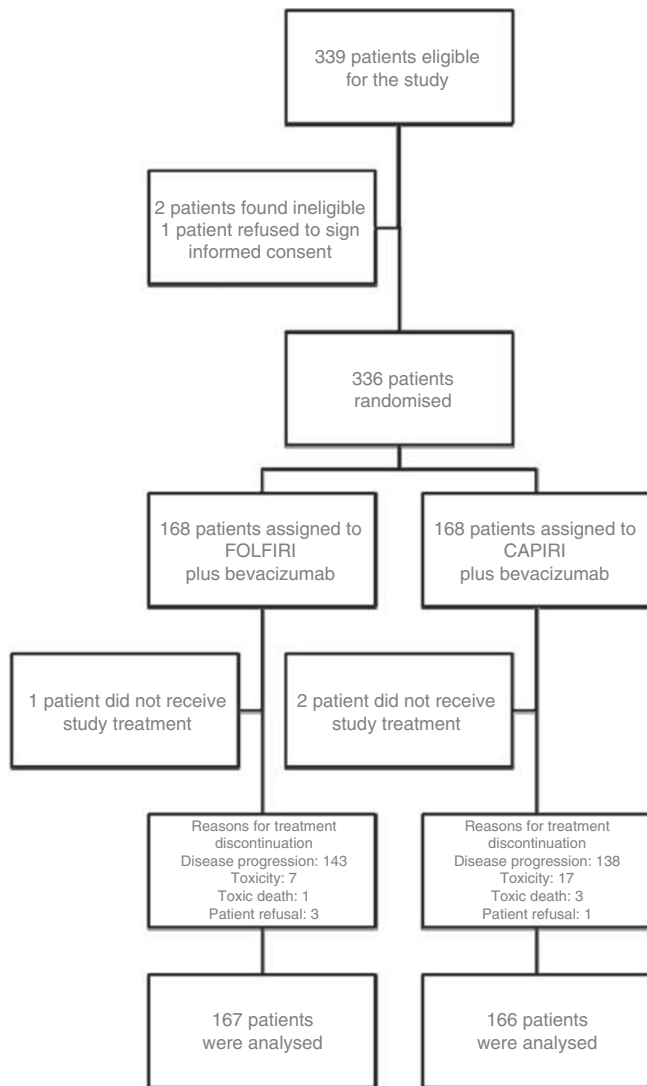 339 patients eligible
for the study
2 patients found ineligible
1 patient refused to sign
informed consent
336 patients
randomised
168 patients assigned to
FOLFIRI
plus bevacizumab
168 patients assigned to
CAPIRI
plus bevacizumab
1 patient did not receive
study treatment
2 patient did not receive
study treatment
Reasons for treatment
discontinuation
Disease progression: 143
Toxicity: 7
Toxic death: 1
Patient refusal: 3
Reasons for treatment
discontinuation
Disease progression: 138
Toxicity: 17
Toxic death: 3
Patient refusal: 1
167 patients
were analysed
166 patients
were analysed